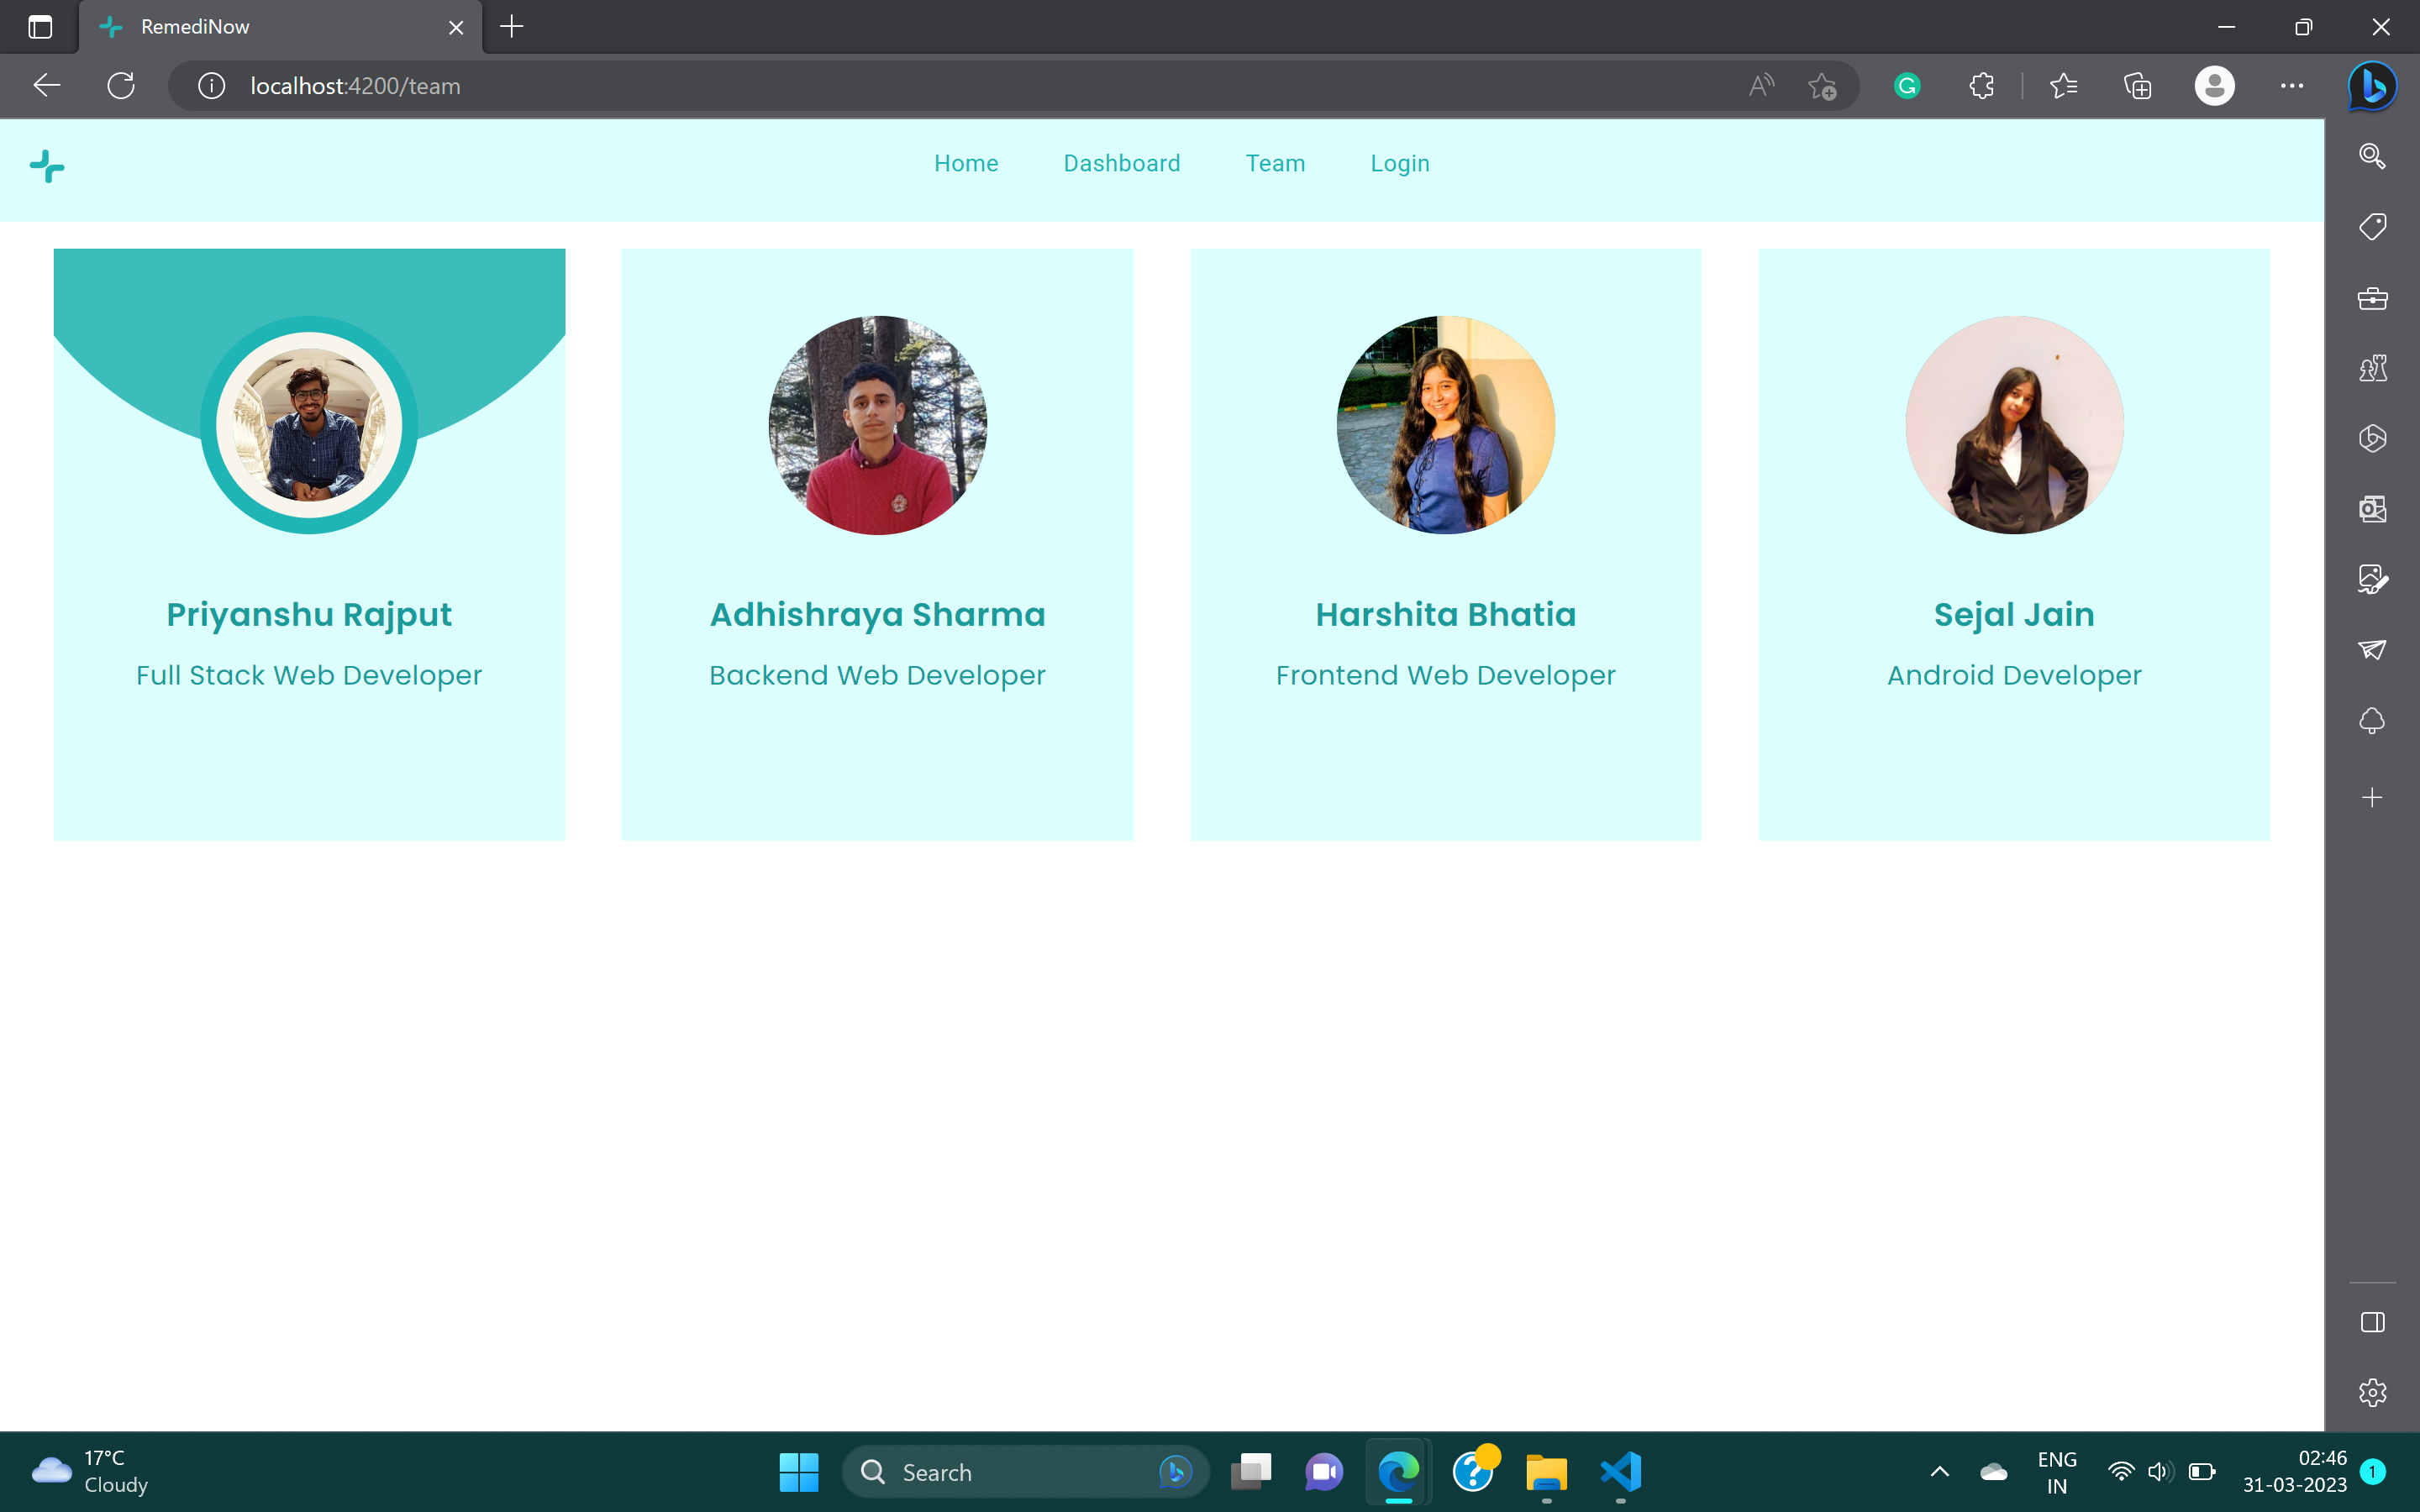 RemediNow
localhost:4200/team
Home Dashboard Team Login
Priyanshu Rajput
Full Stack Web Developer
Adhishraya Sharma
Backend Web Developer
Harshita Bhatia
Frontend Web Developer
Sejal Jain
Android Developer
17°C
Cloudy
Search
ENG
IN
02:46
31-03-2023
1